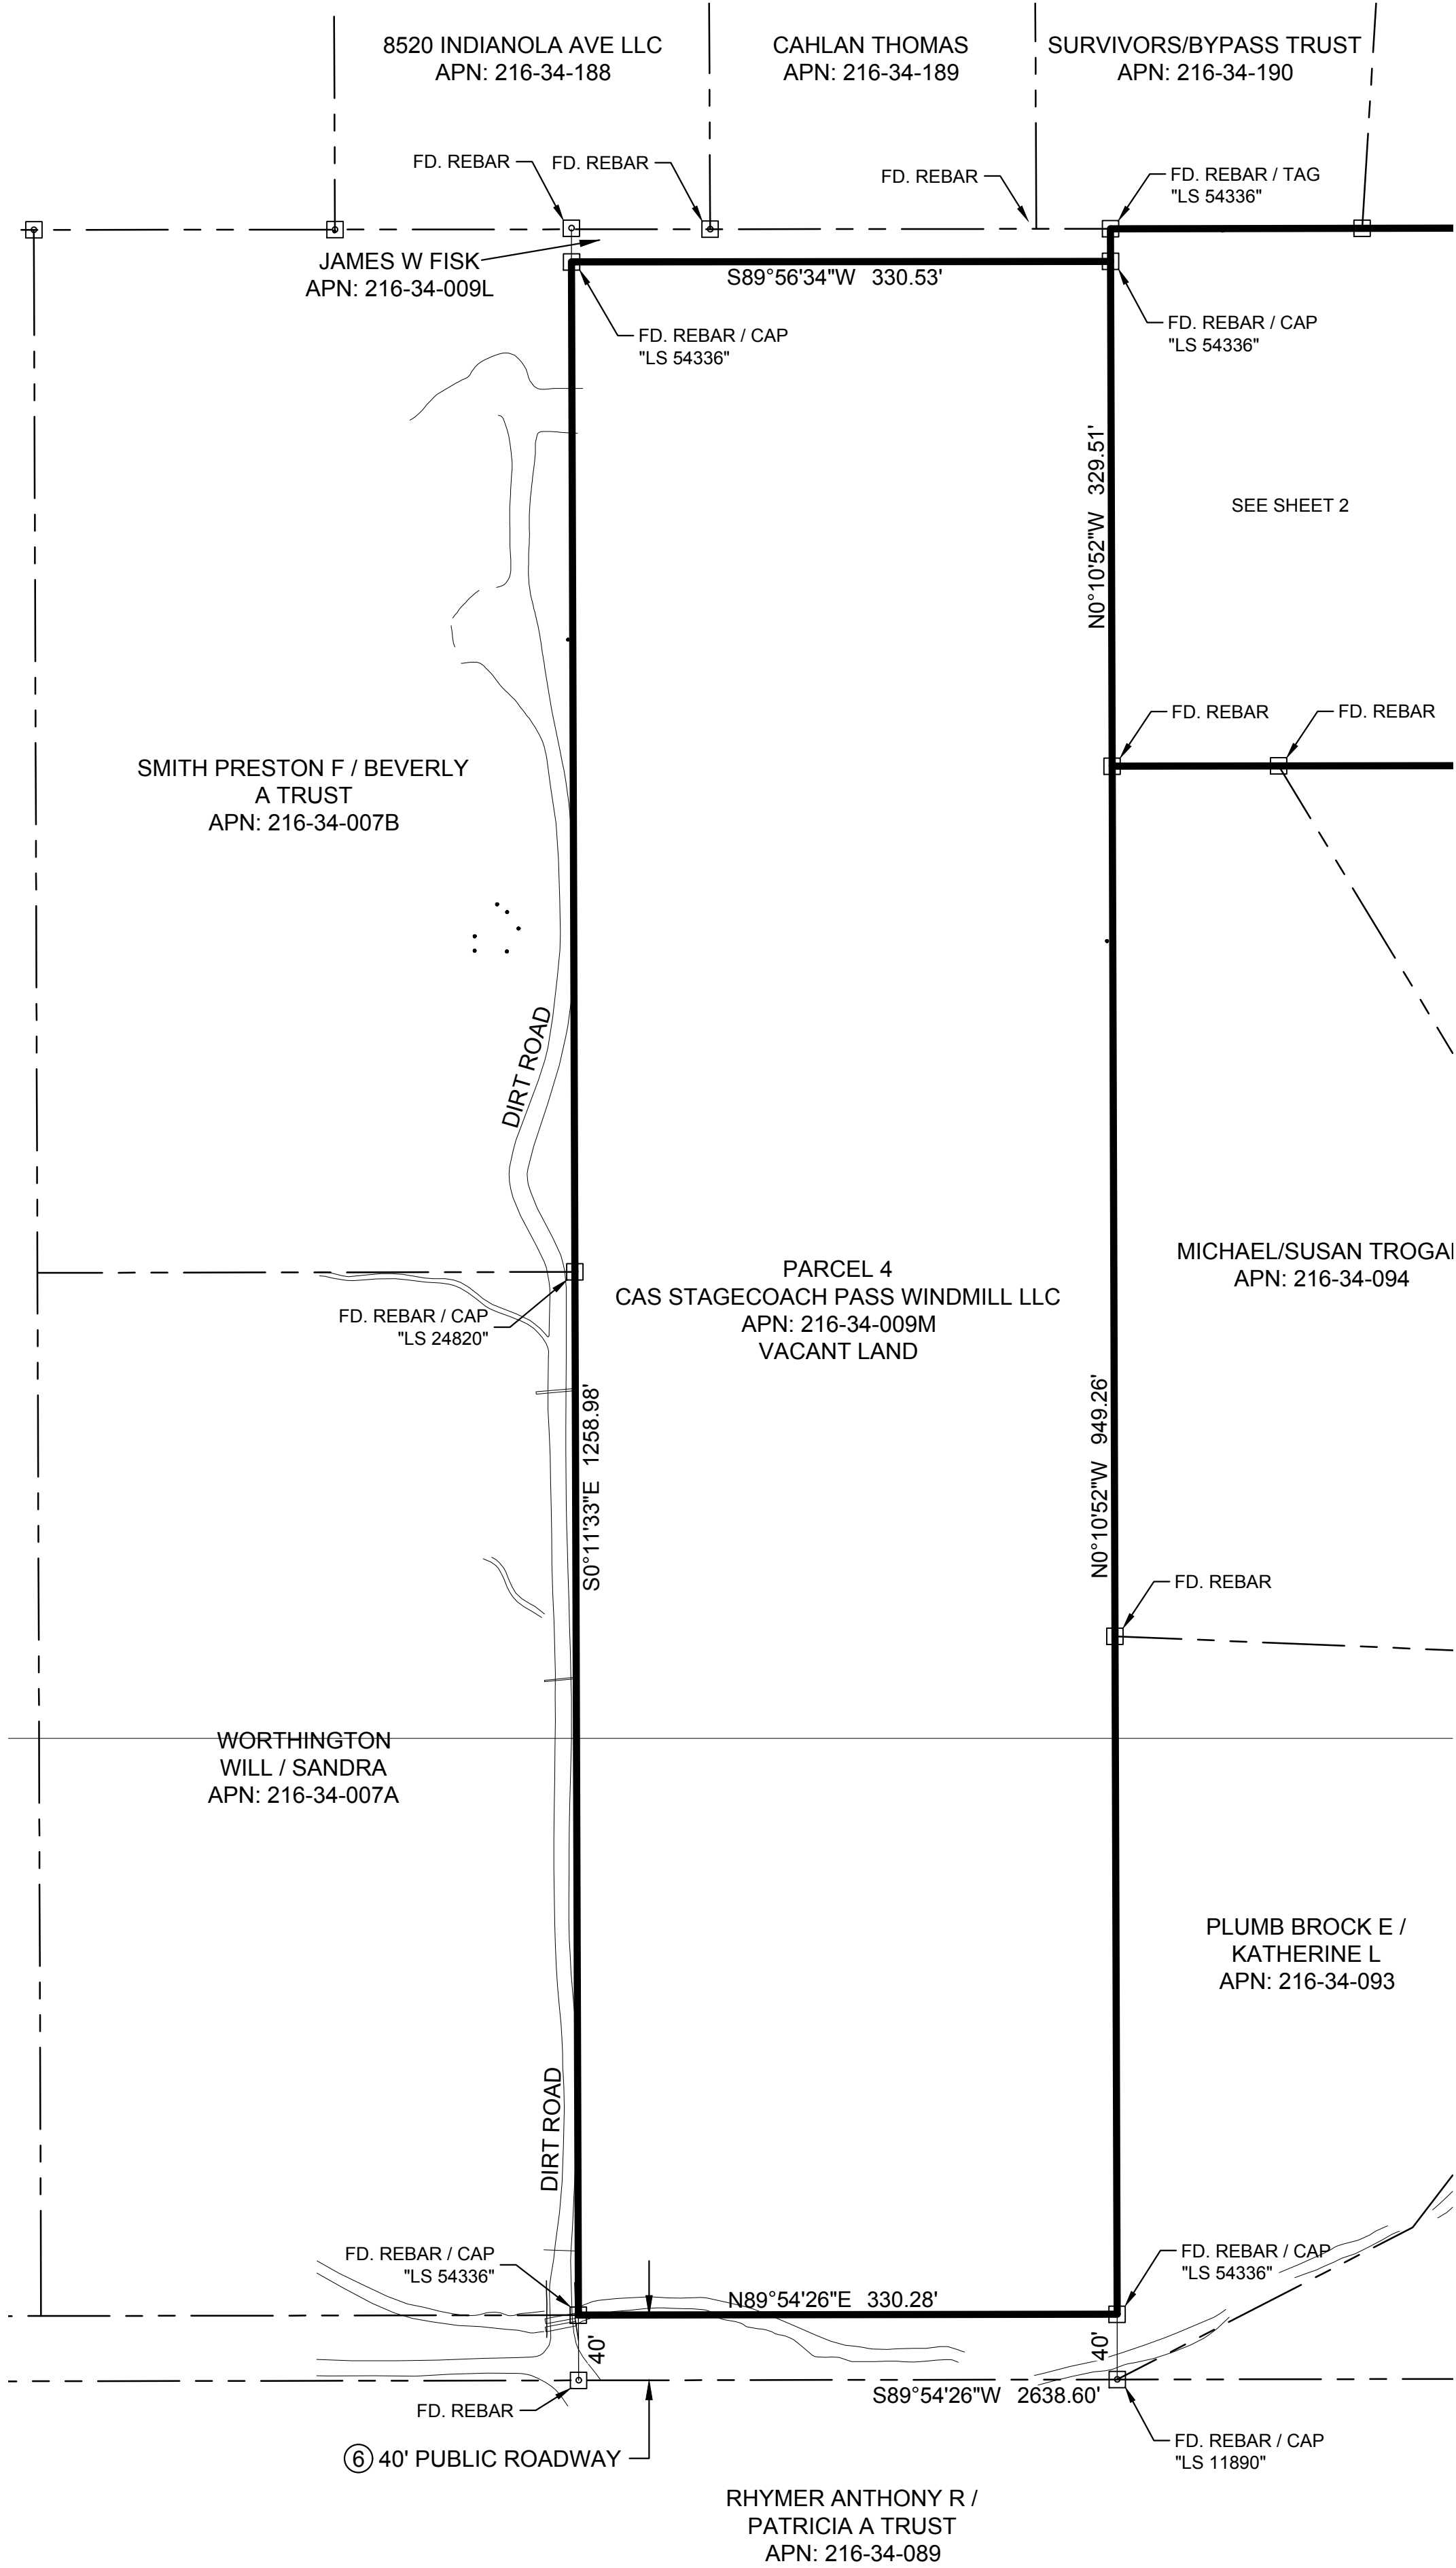 8520 INDIANOLA AVE LLC
APN: 216-34-188
CAHLAN THOMAS
APN: 216-34-189
SURVIVORS/BYPASS TRUST
APN: 216-34-190
FD. REBAR
FD. REBAR
FD. REBAR
FD. REBAR / TAG
"LS 54336"
JAMES W FISK
APN: 216-34-009L
S89°56'34"W 330.53'
FD. REBAR / CAP
"LS 54336"
FD. REBAR / CAP
"LS 54336"
N0°10'52"W 329.51'
SEE SHEET 2
FD. REBAR
FD. REBAR
SMITH PRESTON F / BEVERLY
A TRUST
APN: 216-34-007B
DIRT ROAD
PARCEL 4
CAS STAGECOACH PASS WINDMILL LLC
APN: 216-34-009M
VACANT LAND
MICHAEL/SUSAN
APN: 216-34-094
FD. REBAR / CAP
"LS 24820"
S0°11'33"E 1258.98'
N0°10'52"W 949.26'
FD. REBAR
WORTHINGTON
WILL / SANDRA
APN: 216-34-007A
PLUMB BROCK E /
KATHERINE L
APN: 216-34-093
DIRT ROAD
FD. REBAR / CAP
"LS 54336"
FD. REBAR / CAP
"LS 54336"
N89°54'26"E 330.28'
40'
40'
S89°54'26"W 2638.60'
FD. REBAR
FD. REBAR / CAP
"LS 11890"
6 40' PUBLIC ROADWAY
RHYMER ANTHONY R /
PATRICIA A TRUST
APN: 216-34-089